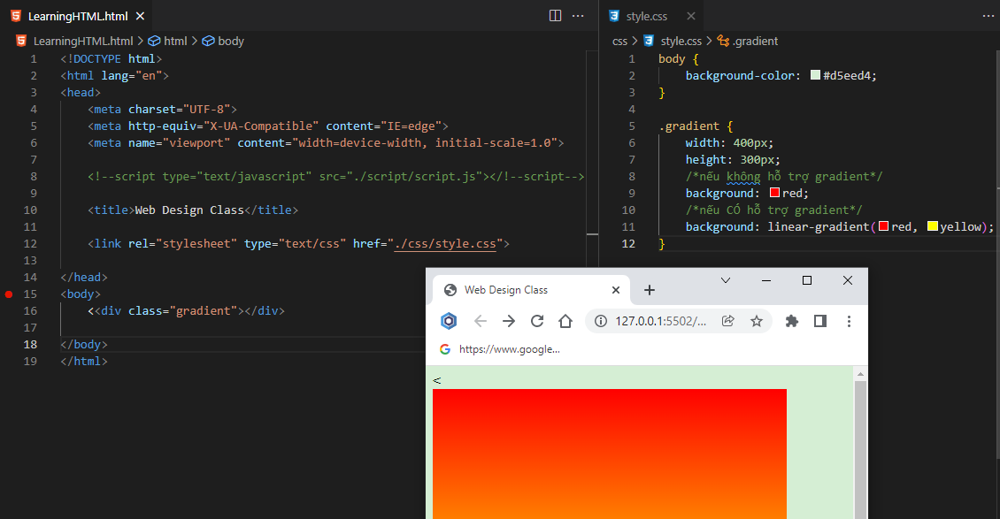 LearningHTML.html
LearningHTML.html > html > body
1 <!DOCTYPE html>
2 <html lang="en">
3 <head>
4 <meta charset="UTF-8">
5 <meta http-equiv="X-UA-Compatible" content="IE=edge">
6 <meta name="viewport" content="width=device-width, initial-scale=1.0">
7
8 <!--script type="text/javascript" src="./script/script.js"></!--script-->
9
10 <title>Web Design Class</title>
11
12 <link rel="stylesheet" type="text/css" href="./css/style.css">
13
14 </head>
15 <body>
16 <<div class="gradient"></div>
17
18 </body>
19 </html>
style.css
css > style.css > .gradient
1 body {
2 background-color: #d5eed4;
3 }
4
5 .gradient {
6 width: 400px;
7 height: 300px;
8 /*nếu không hỗ trợ gradient*/
9 background: red;
10 /*nếu CÓ hỗ trợ gradient*/
11 background: linear-gradient(red, yellow);
12 }
Web Design Class
127.0.0.1:5502/...
https://www.google...
<